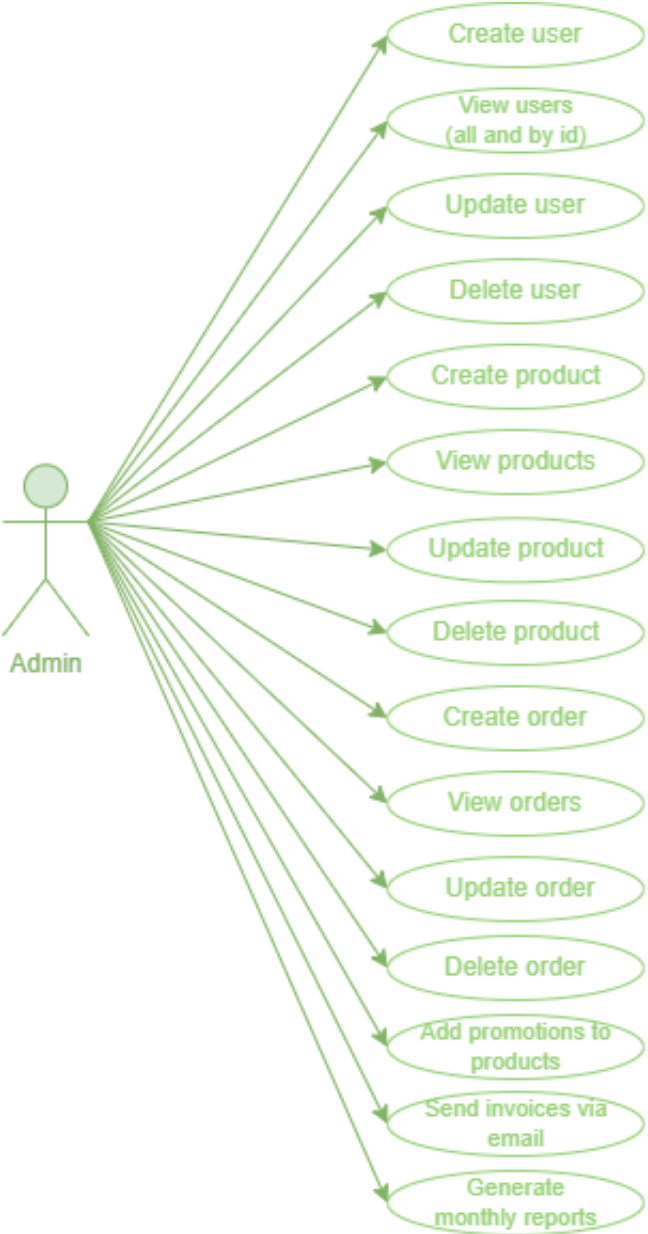 Create user
View users
(all and by id)
Update user
Delete user
Create product
View products
Update product
Delete product
Admin
Create order
View orders
Update order
Delete order
Add promotions to
products
Send invoices via
email
Generate
monthly reports